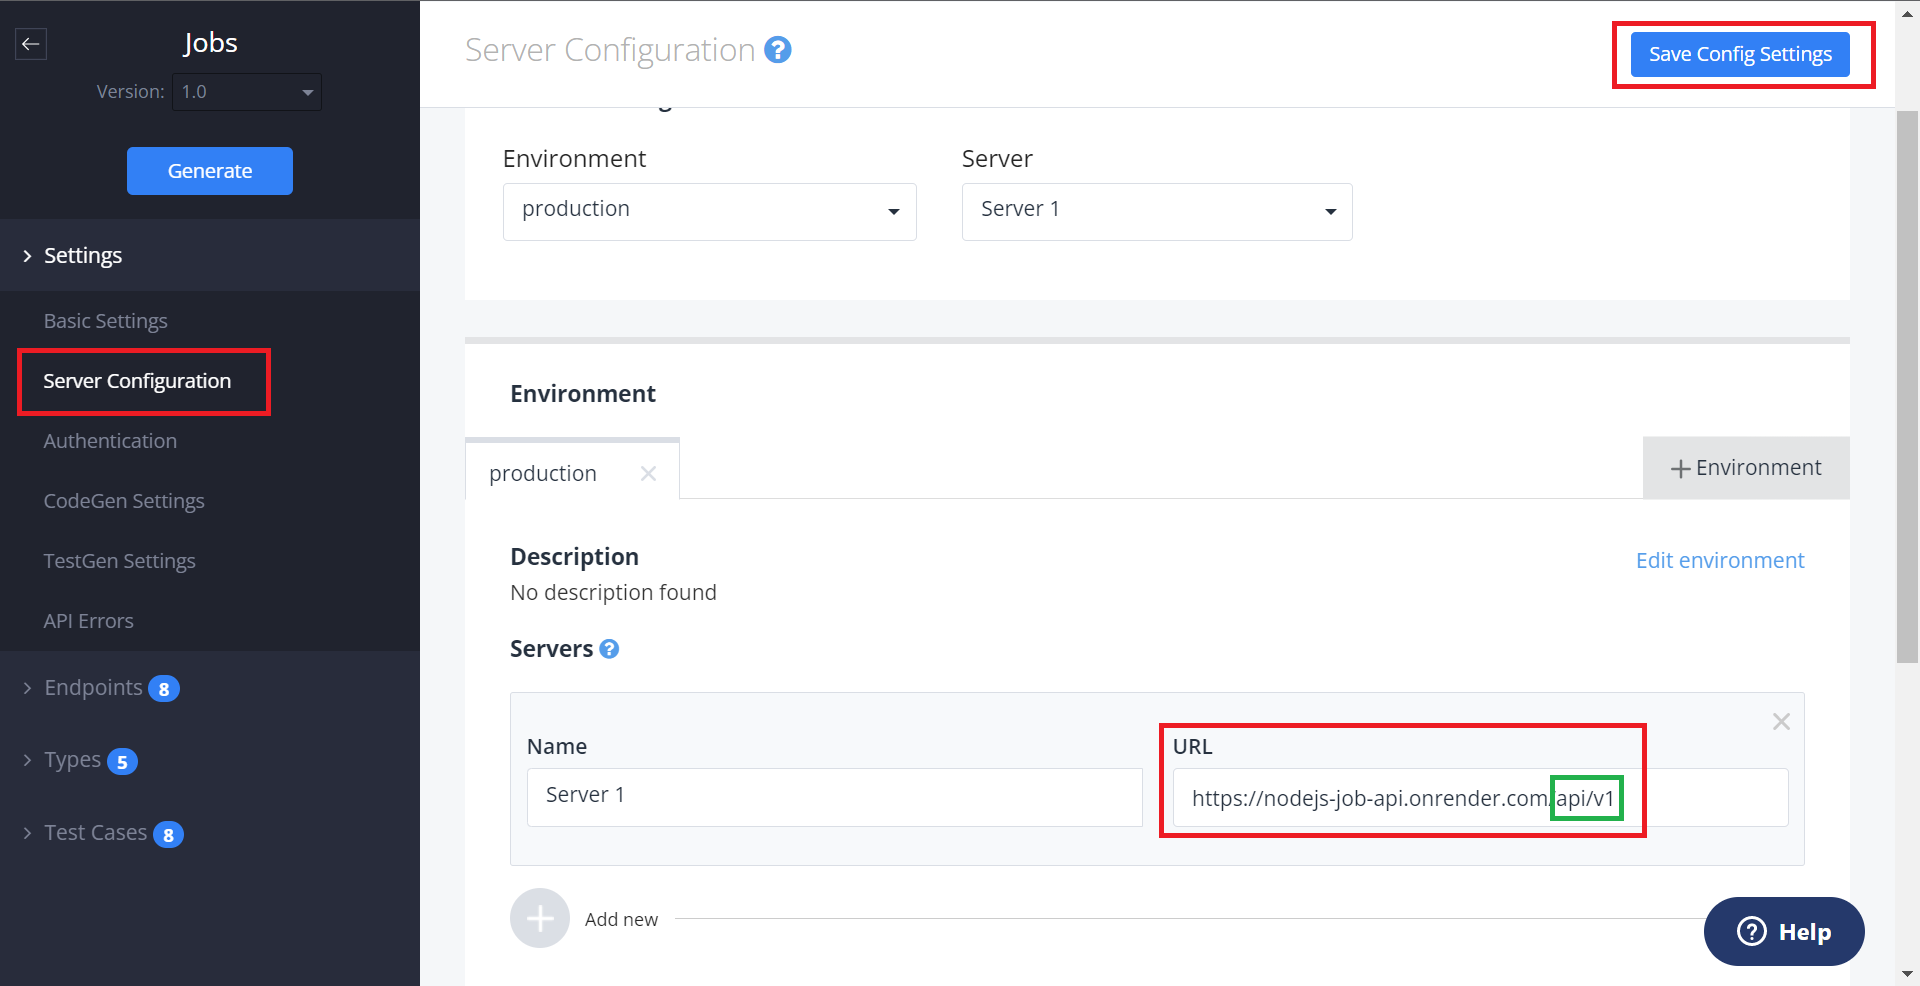 Jobs
Version: 1.0
Generate
Settings
Basic Settings
Server Configuration
Authentication
CodeGen Settings
TestGen Settings
API Errors
Endpoints 8
Types 5
Test Cases 8
Server Configuration ?
Save Config Settings
Environment
Server
production
Server 1
Environment
production
Environment
Description
Edit environment
No description found
Servers ?
Name
URL
Server 1
https://nodejs-job-api.onrender.com/api/v1
Add new
? Help